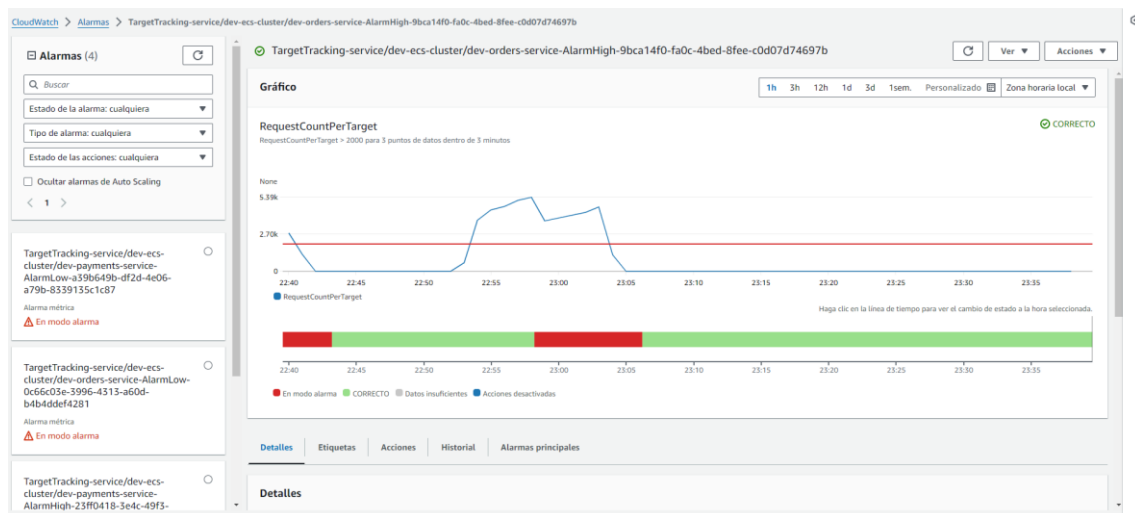 CloudWatch > Alarmas > TargetTracking-service/dev-ecs-cluster/dev-orders-service-AlarmHigh-9bca14f0-fa0c-4bed-8fee-c0d07d74697b
Alarmas (4)
Buscar
Estado de la alarma: cualquiera
Tipo de alarma: cualquiera
Estado de las acciones: cualquiera
Ocultar alarmas de Auto Scaling
< 1 >
TargetTracking-service/dev-ecs-
cluster/dev-payments-service-
AlarmLow-a39b649b-df2d-4e06-
a79b-8339135c1c87
Alarma métrica
En modo alarma
TargetTracking-service/dev-ecs-
cluster/dev-orders-service-AlarmLow-
0c66c03e-3996-4313-a60d-
b4b4ddef4281
Alarma métrica
En modo alarma
TargetTracking-service/dev-ecs-
cluster/dev-payments-service-
AlarmHigh-23ff0418-3e4c-49f3-
TargetTracking-service/dev-ecs-cluster/dev-orders-service-AlarmHigh-9bca14f0-fa0c-4bed-8fee-c0d07d74697b
Ver Acciones
Gráfico
1h 3h 12h 1d 3d 1sem. Personalizado Zona horaria local
RequestCountPerTarget
CORRECTO
RequestCountPerTarget > 2000 para 3 puntos de datos dentro de 3 minutos
None
5.39k
2.70k
0
22:40 22:45 22:50 22:55 23:00 23:05 23:10 23:15 23:20 23:25 23:30 23:35
RequestCountPerTarget
Haga clic en la línea de tiempo para ver el cambio de estado a la hora seleccionada.
22:40 22:45 22:50 22:55 23:00 23:05 23:10 23:15 23:20 23:25 23:30 23:35
En modo alarma CORRECTO Datos insuficientes Acciones desactivadas
Detalles Etiquetas Acciones Historial Alarmas principales
Detalles